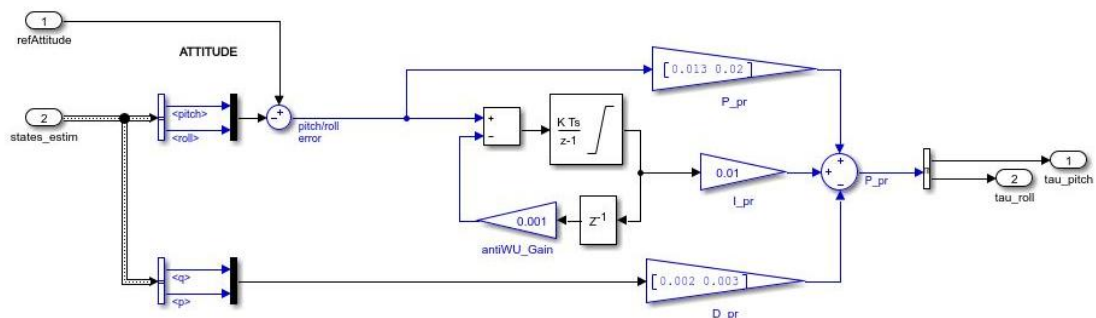 1
refAttitude
ATTITUDE
2
states_estim
<pitch>
<roll>
+
−
pitch/roll
error
+
−
K Ts
z-1
0.001
antiWU_Gain
Z⁻¹
[0.013 0.02]
P_pr
0.01
I_pr
+
+
−
P_pr
1
tau_pitch
2
tau_roll
<q>
<p>
[0.002 0.003]
D_pr